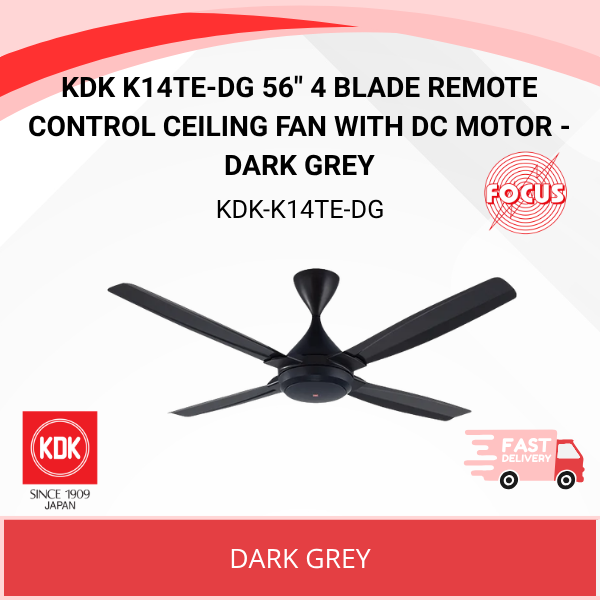 KDK K14TE-DG 56" 4 BLADE REMOTE
CONTROL CEILING FAN WITH DC MOTOR -
DARK GREY
KDK-K14TE-DG
FOCUS
KDK
SINCE 1909
JAPAN
FAST
DELIVERY
DARK GREY